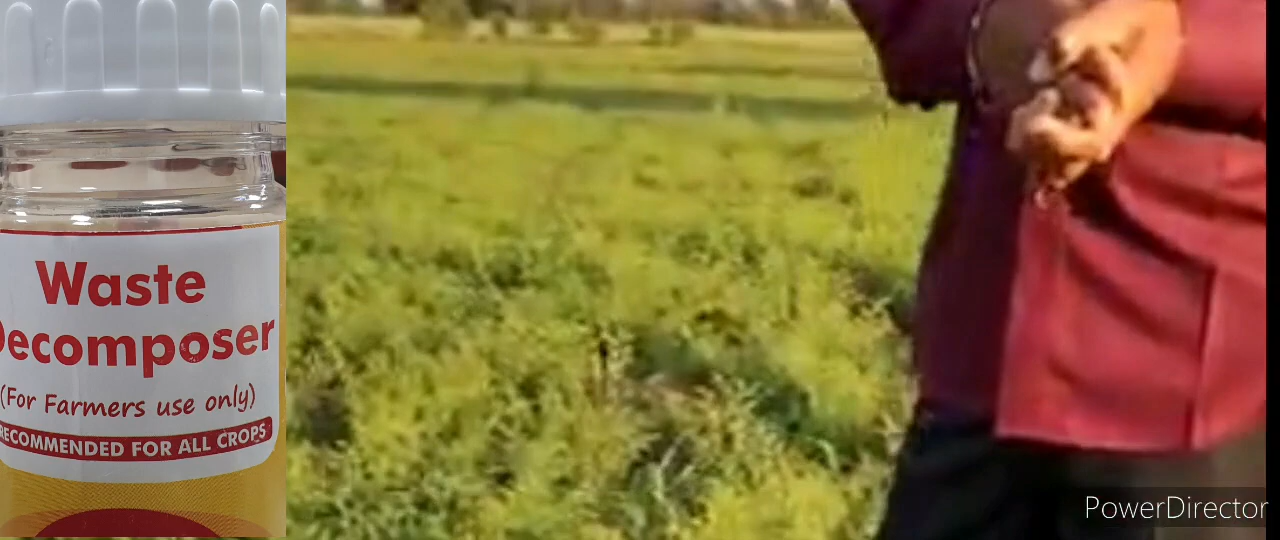 Waste
Decomposer
(For Farmers use only)
RECOMMENDED FOR ALL CROPS
PowerDirector